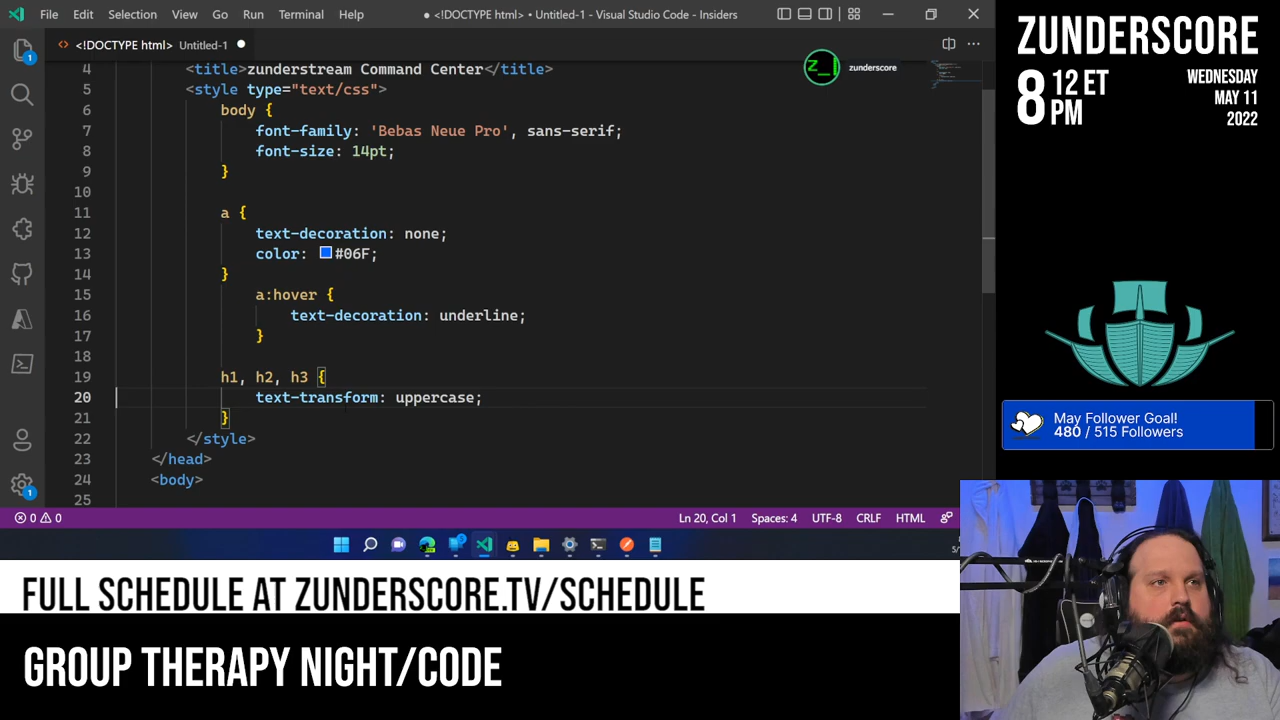 File Edit Selection View Go Run Terminal Help
● <!DOCTYPE html> • Untitled-1 - Visual Studio Code - Insiders
<!DOCTYPE html> Untitled-1 ●
4 <title>zunderstream Command Center</title>
5 <style type="text/css">
6 body {
7 font-family: 'Bebas Neue Pro', sans-serif;
8 font-size: 14pt;
9 }
10
11 a {
12 text-decoration: none;
13 color: #06F;
14 }
15 a:hover {
16 text-decoration: underline;
17 }
18
19 h1, h2, h3 {
20 text-transform: uppercase;
21 }
22 </style>
23 </head>
24 <body>
25
1
1
z_
zunderscore
0 0
Ln 20, Col 1 Spaces: 4 UTF-8 CRLF HTML
ZUNDERSCORE
8 12 ET
PM
WEDNESDAY
MAY 11
2022
May Follower Goal!
480 / 515 Followers
FULL SCHEDULE AT ZUNDERSCORE.TV/SCHEDULE
GROUP THERAPY NIGHT/CODE